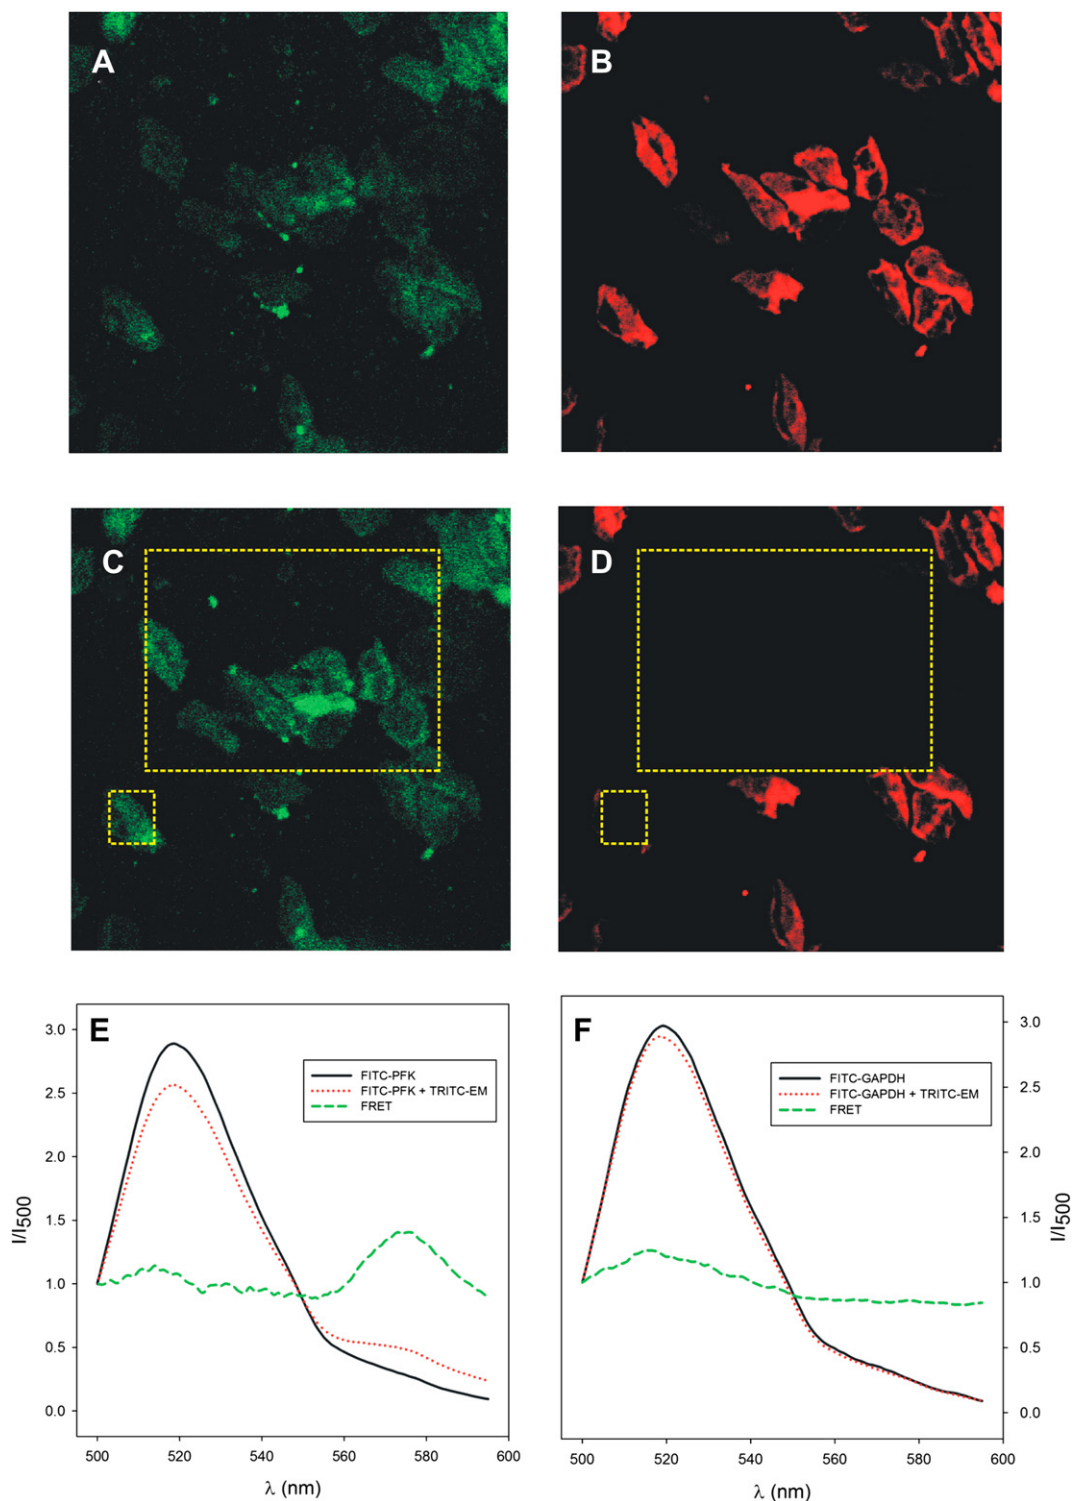 A
B
C
D
E
3.0
2.5
2.0
1.5
1.0
0.5
0.0
I/I500
FITC-PFK
FITC-PFK + TRITC-EM
FRET
500
520
540
560
580
600
λ (nm)
F
FITC-GAPDH
FITC-GAPDH + TRITC-EM
FRET
3.0
2.5
2.0
1.5
1.0
0.5
0.0
I/I500
500
520
540
560
580
600
λ (nm)